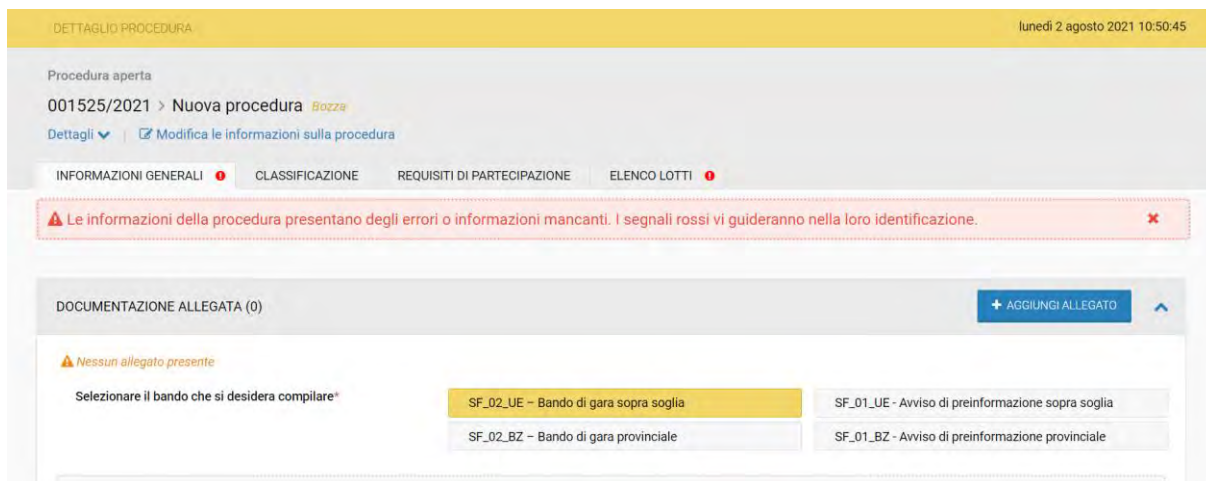 DETTAGLIO PROCEDURA
lunedì 2 agosto 2021 10:50:45
Procedura aperta
001525/2021 > Nuova procedura Bozza
Dettagli | Modifica le informazioni sulla procedura
INFORMAZIONI GENERALI CLASSIFICAZIONE REQUISITI DI PARTECIPAZIONE ELENCO LOTTI
Le informazioni della procedura presentano degli errori o informazioni mancanti. I segnali rossi vi guideranno nella loro identificazione.
DOCUMENTAZIONE ALLEGATA (0)
+ AGGIUNGI ALLEGATO
Nessun allegato presente
Selezionare il bando che si desidera compilare*
SF_02_UE – Bando di gara sopra soglia
SF_01_UE - Avviso di preinformazione sopra soglia
SF_02_BZ – Bando di gara provinciale
SF_01_BZ - Avviso di preinformazione provinciale